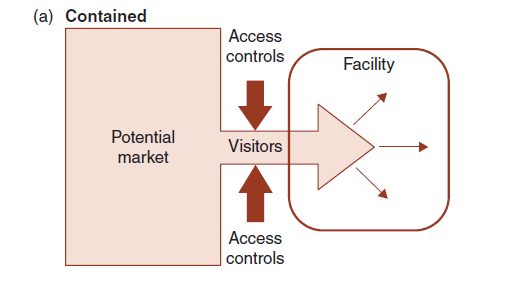 (a) Contained
Access
controls
Facility
Potential
market
Visitors
Access
controls